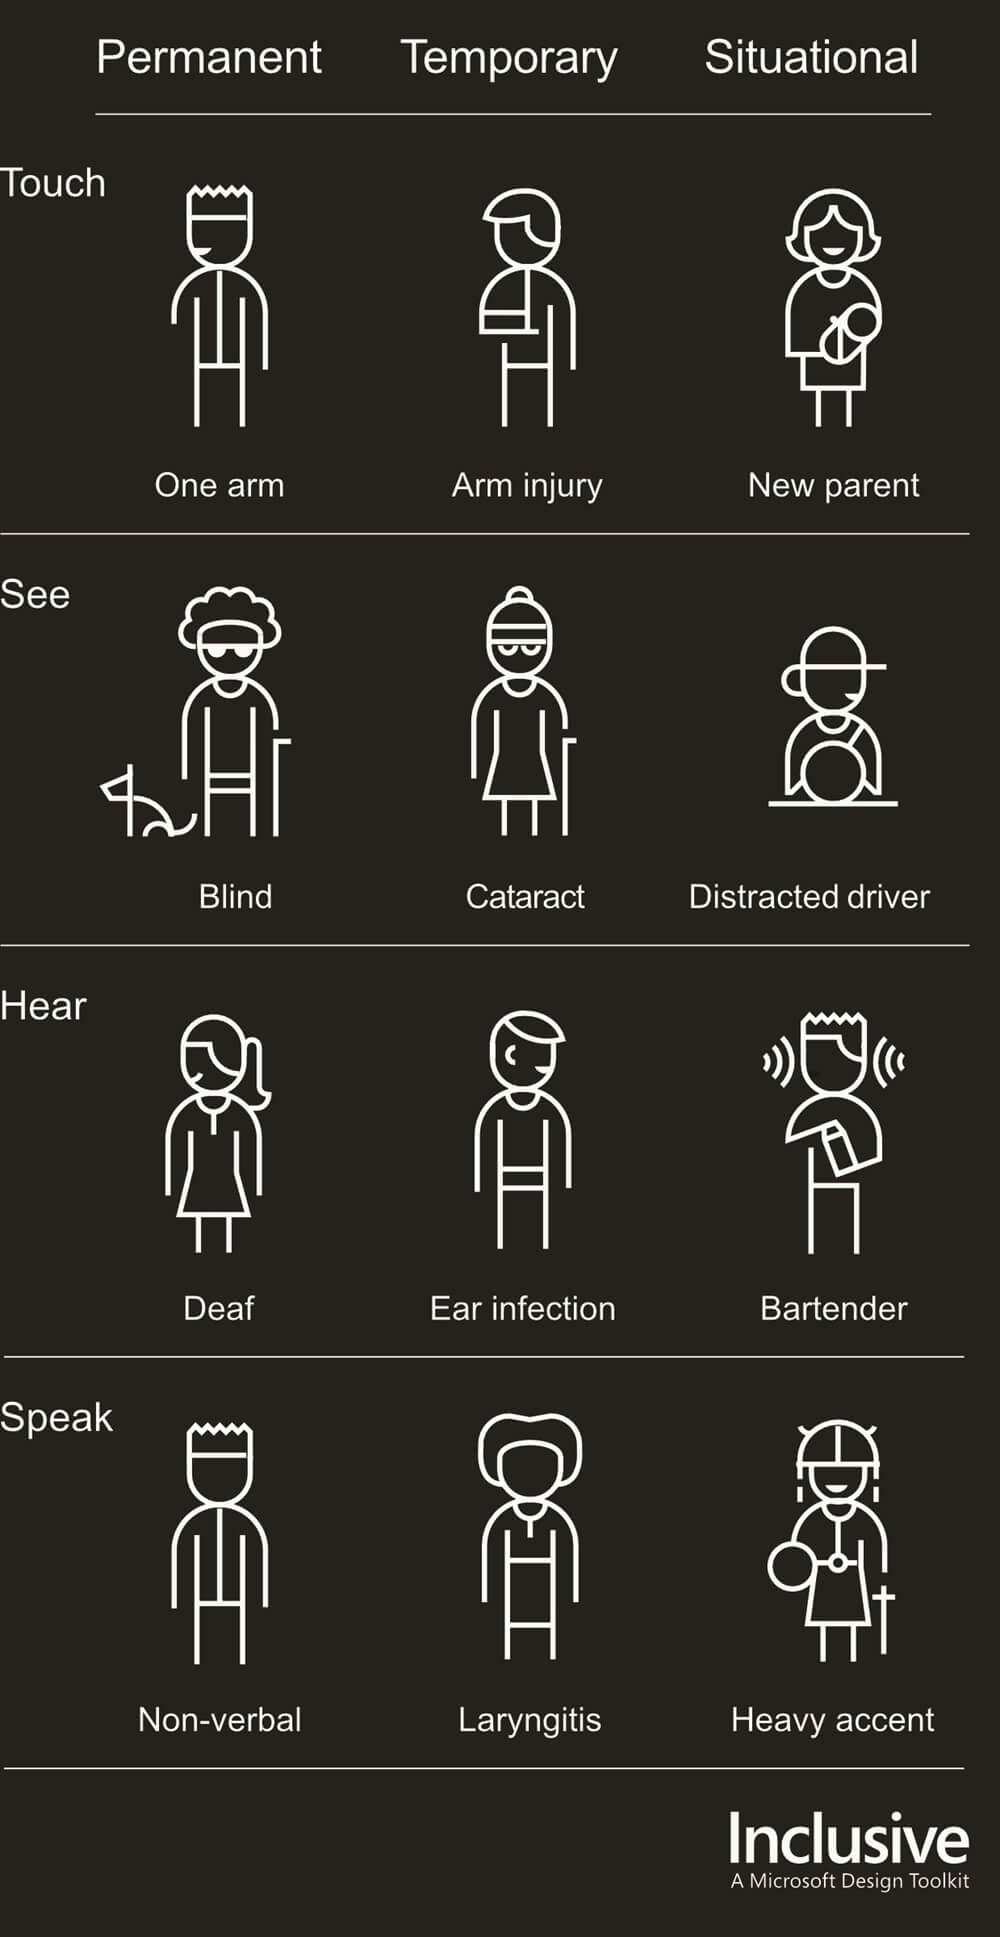 Permanent Temporary Situational
Touch
One arm Arm injury New parent
See
Blind Cataract Distracted driver
Hear
Deaf Ear infection Bartender
Speak
Non-verbal Laryngitis Heavy accent
Inclusive
A Microsoft Design Toolkit